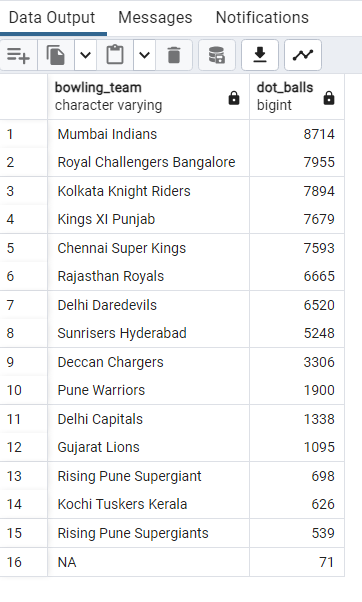 Data Output Messages Notifications
bowling_team dot_balls
character varying bigint
1 Mumbai Indians 8714
2 Royal Challengers Bangalore 7955
3 Kolkata Knight Riders 7894
4 Kings XI Punjab 7679
5 Chennai Super Kings 7593
6 Rajasthan Royals 6665
7 Delhi Daredevils 6520
8 Sunrisers Hyderabad 5248
9 Deccan Chargers 3306
10 Pune Warriors 1900
11 Delhi Capitals 1338
12 Gujarat Lions 1095
13 Rising Pune Supergiant 698
14 Kochi Tuskers Kerala 626
15 Rising Pune Supergiants 539
16 NA 71